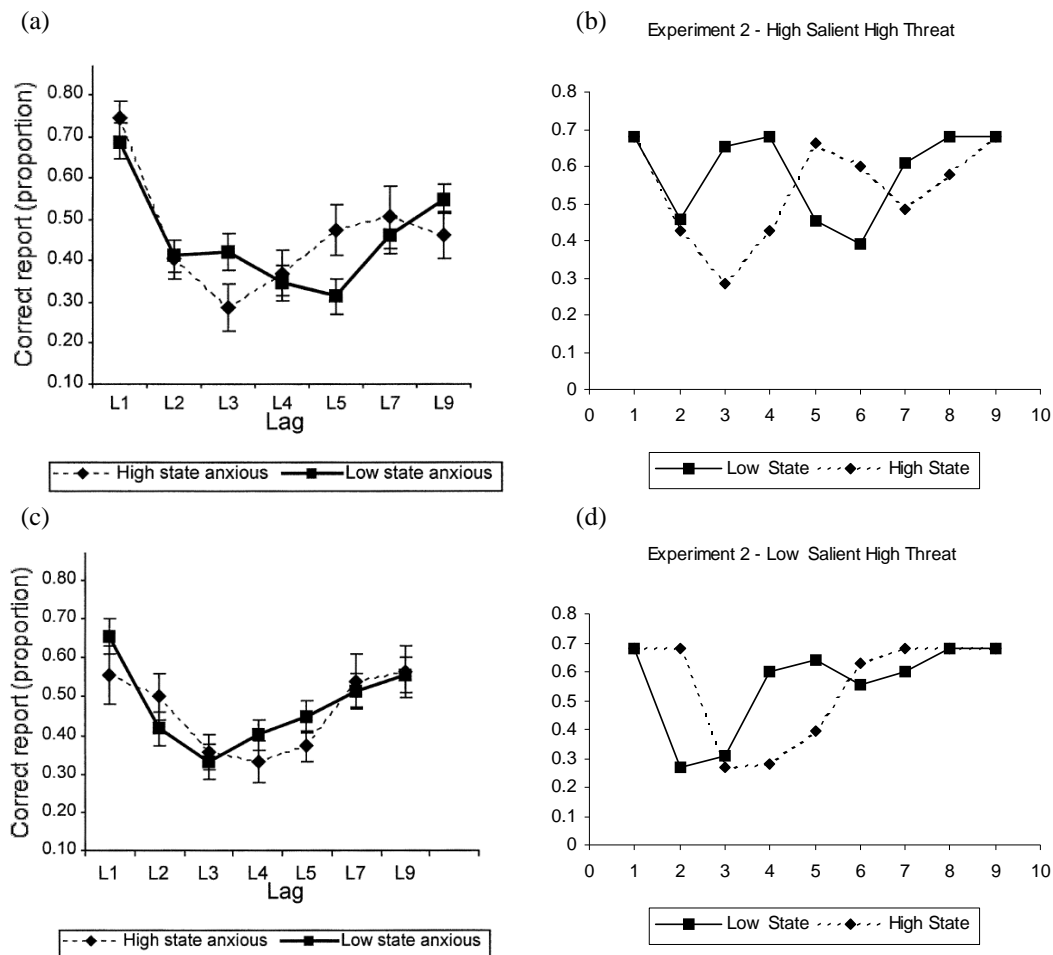 (a)
Correct report (proportion)
0.80
0.70
0.60
0.50
0.40
0.30
0.20
0.10
L1 L2 L3 L4 L5 L7 L9
Lag
High state anxious Low state anxious
(b)
Experiment 2 - High Salient High Threat
0.8
0.7
0.6
0.5
0.4
0.3
0.2
0.1
0
0 1 2 3 4 5 6 7 8 9 10
Low State High State
(c)
Correct report (proportion)
0.80
0.70
0.60
0.50
0.40
0.30
0.20
0.10
L1 L2 L3 L4 L5 L7 L9
Lag
High state anxious Low state anxious
(d)
Experiment 2 - Low Salient High Threat
0.8
0.7
0.6
0.5
0.4
0.3
0.2
0.1
0
0 1 2 3 4 5 6 7 8 9 10
Low State High State